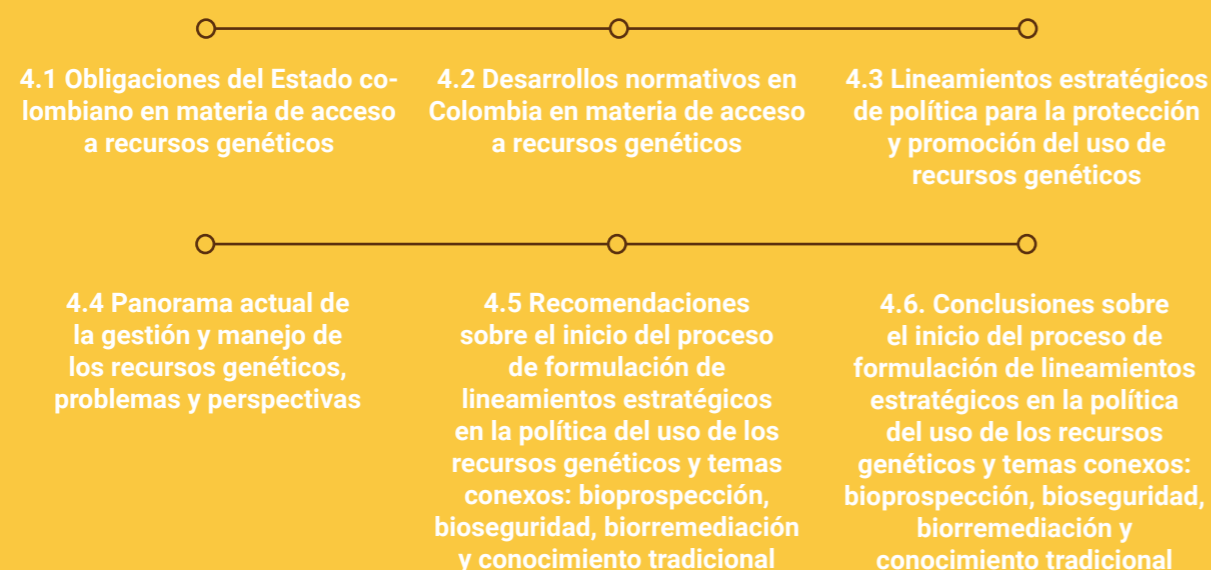 4.1 Obligaciones del Estado co-
lombiano en materia de acceso
a recursos genéticos
4.2 Desarrollos normativos en
Colombia en materia de acceso
a recursos genéticos
4.3 Lineamientos estratégicos
de política para la protección
y promoción del uso de
recursos genéticos
4.4 Panorama actual de
la gestión y manejo de
los recursos genéticos,
problemas y perspectivas
4.5 Recomendaciones
sobre el inicio del proceso
de formulación de
lineamientos estratégicos
en la política del uso de los
recursos genéticos y temas
conexos: bioprospección,
bioseguridad, biorremediación
y conocimiento tradicional
4.6. Conclusiones sobre
el inicio del proceso de
formulación de lineamientos
estratégicos en la política
del uso de los recursos
genéticos y temas conexos:
bioprospección, bioseguridad,
biorremediación y
conocimiento tradicional